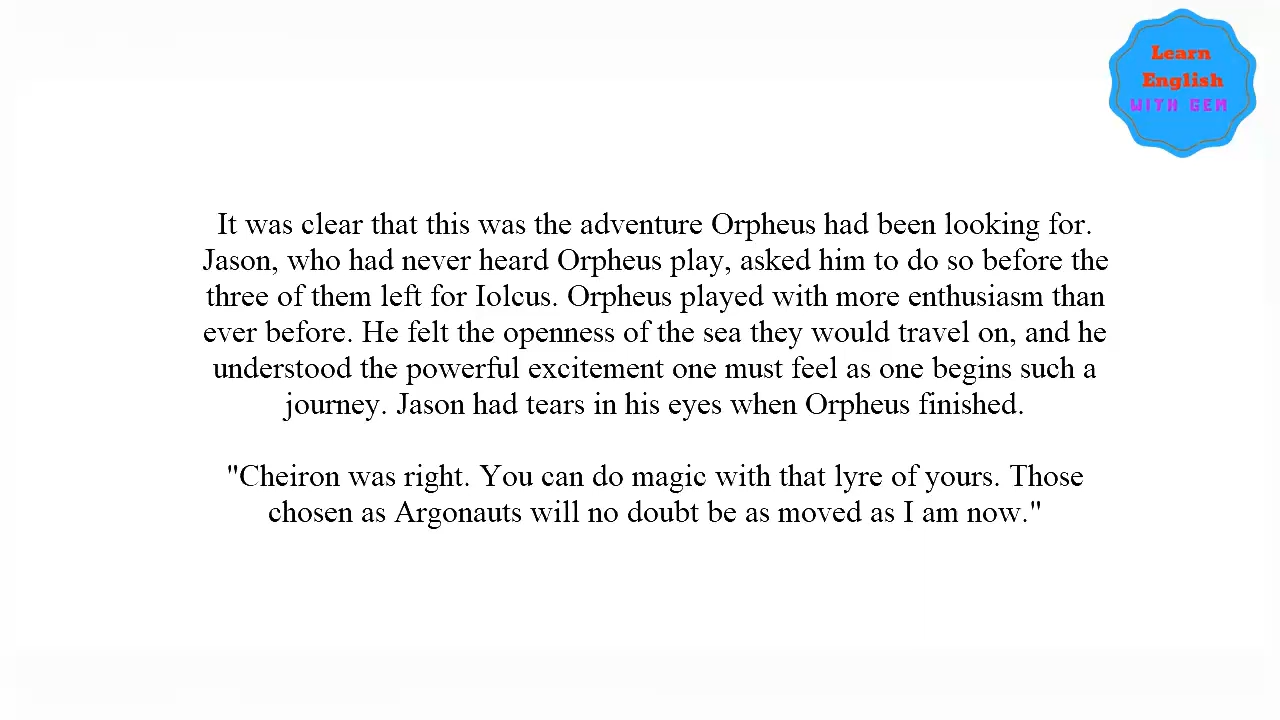 Learn
English
WITH GEM
It was clear that this was the adventure Orpheus had been looking for.
Jason, who had never heard Orpheus play, asked him to do so before the
three of them left for Iolcus. Orpheus played with more enthusiasm than
ever before. He felt the openness of the sea they would travel on, and he
understood the powerful excitement one must feel as one begins such a
journey. Jason had tears in his eyes when Orpheus finished.
"Cheiron was right. You can do magic with that lyre of yours. Those
chosen as Argonauts will no doubt be as moved as I am now."